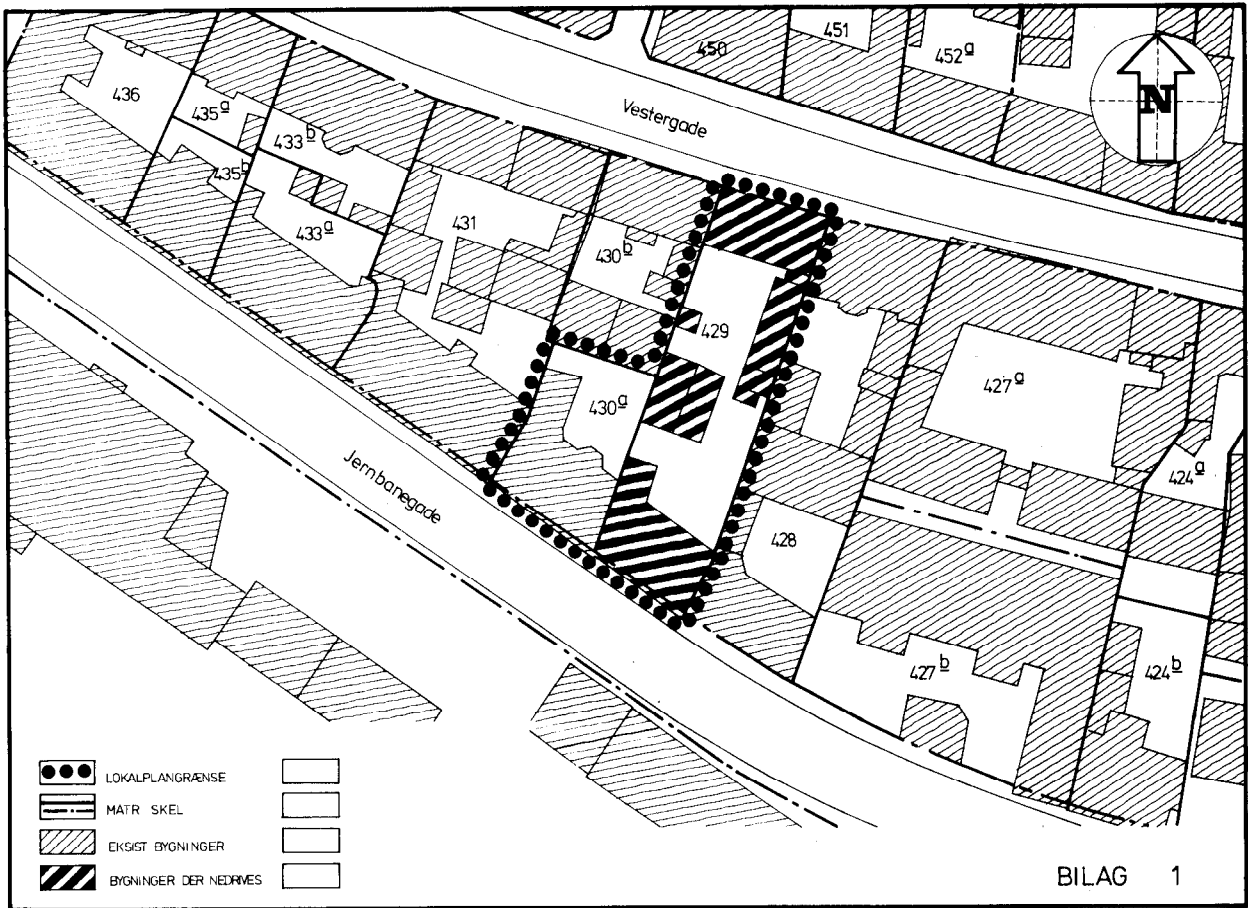 450
451
452a
N
Vestergade
436
435a
433b
435b
433a
431
430b
429
430a
427a
424a
428
427b
424b
Jernbanegade
LOKALPLANGRÆNSE
MATR SKEL
EKSIST BYGNINGER
BYGNINGER DER NEDRIVES
BILAG 1